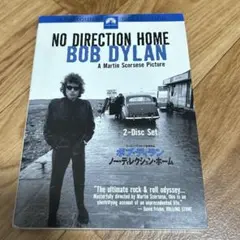 NO DIRECTION HOME
BOB DYLAN
A Martin Scorsese Picture
2-Disc Set
ボブ・ディラン
ノー・ディレクション・ホーム
"The ultimate rock & roll odyssey...
Masterfully directed by Martin Scorsese, this is an
electrifying account of an unprecedented life."
— David Fricke, ROLLING STONE